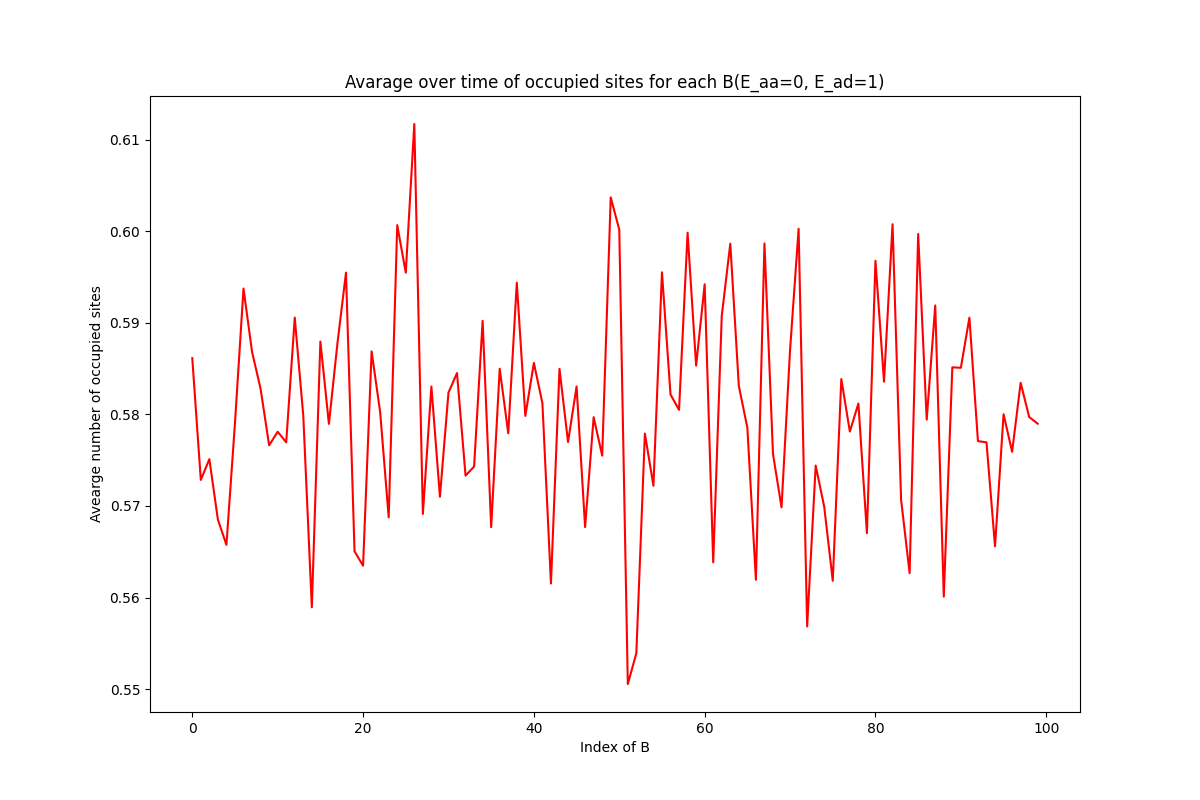 Avarage over time of occupied sites for each B(E_aa=0, E_ad=1)
0.61
0.60
0.59
0.58
0.57
0.56
0.55
Avearge number of occupied sites
0 20 40 60 80 100
Index of B